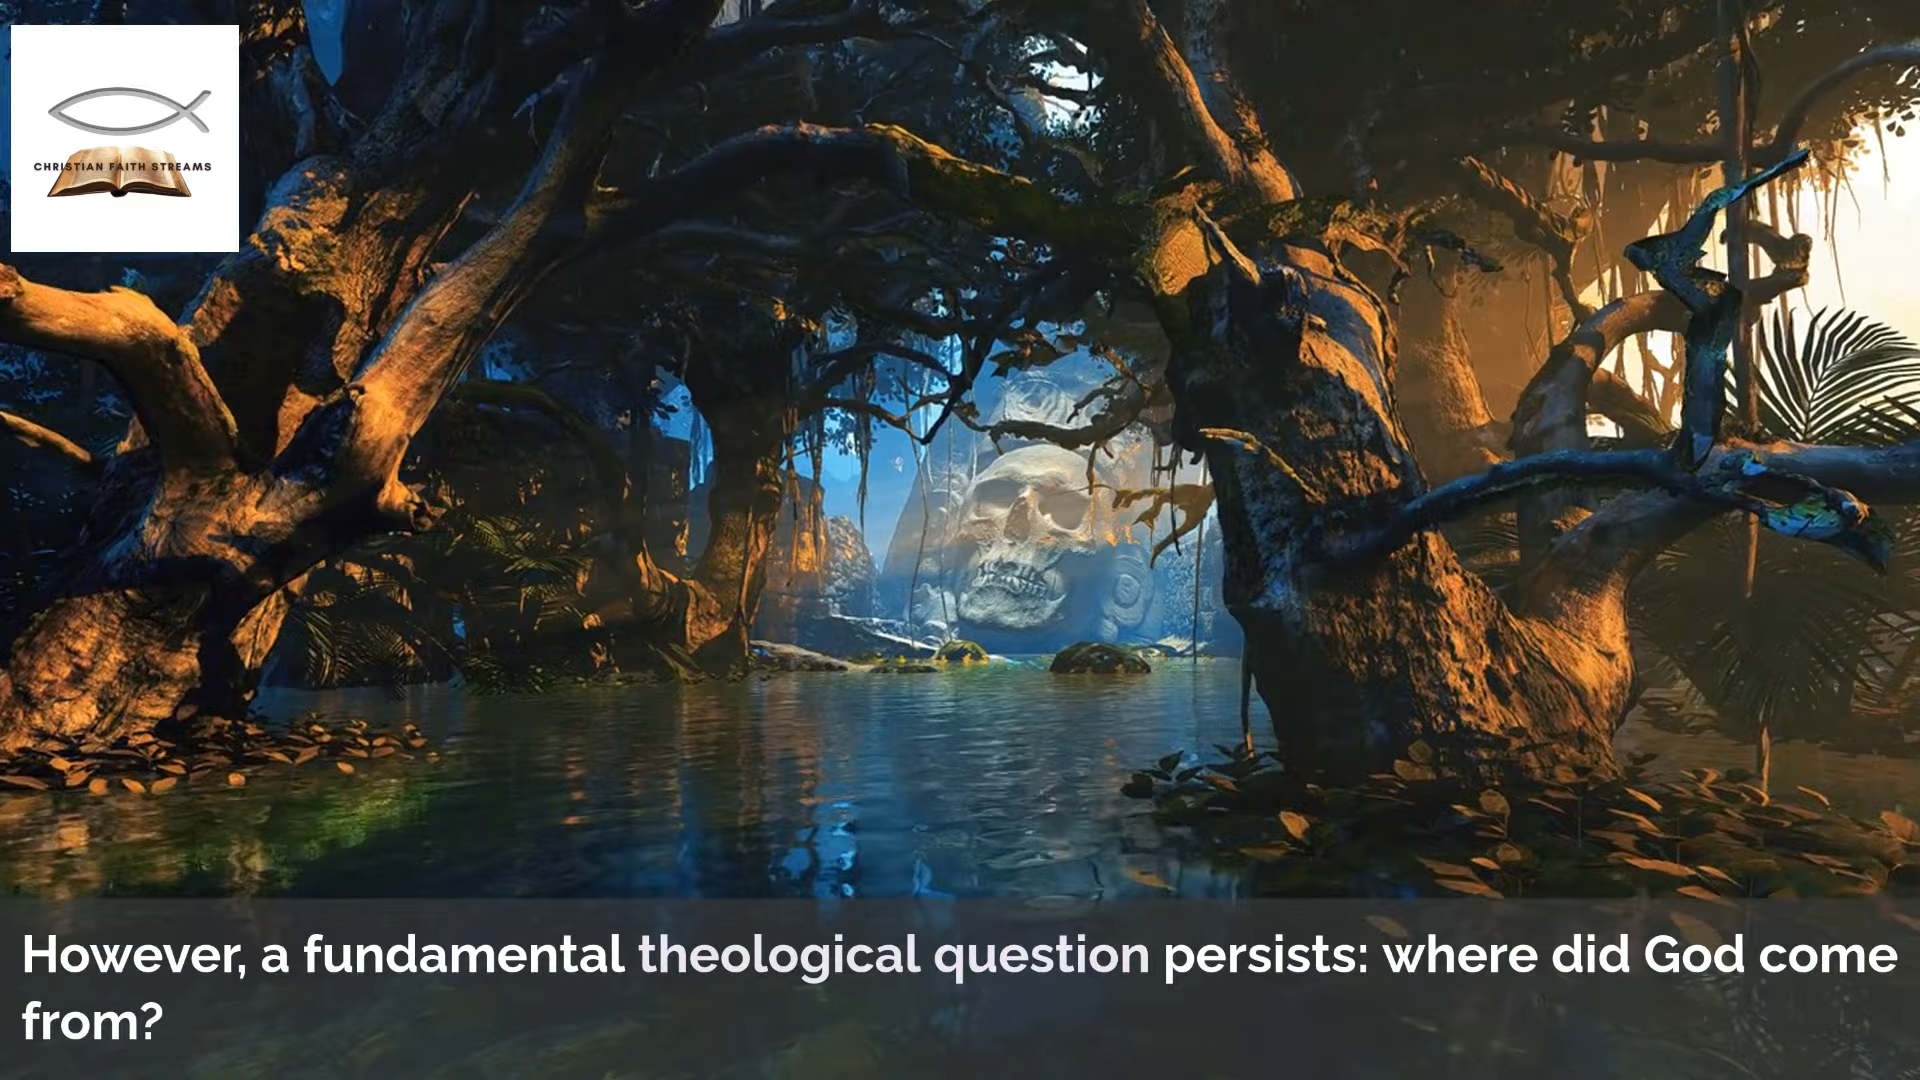 CHRISTIAN FAITH STREAMS
However, a fundamental theological question persists: where did God come
from?